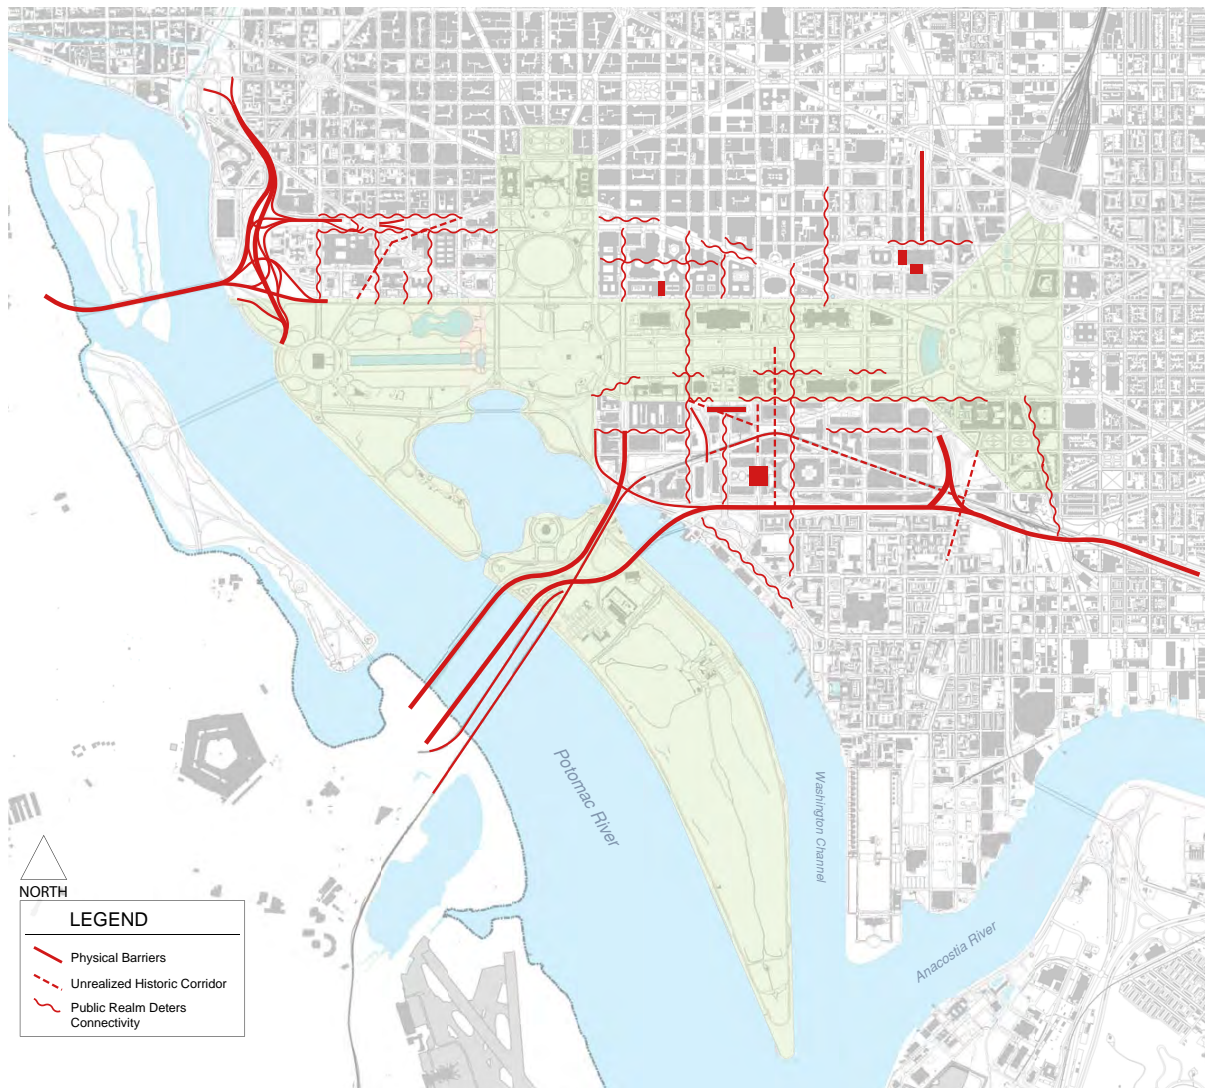 Potomac River
Washington Channel
Anacostia River
NORTH
LEGEND
Physical Barriers
Unrealized Historic Corridor
Public Realm Deters
Connectivity